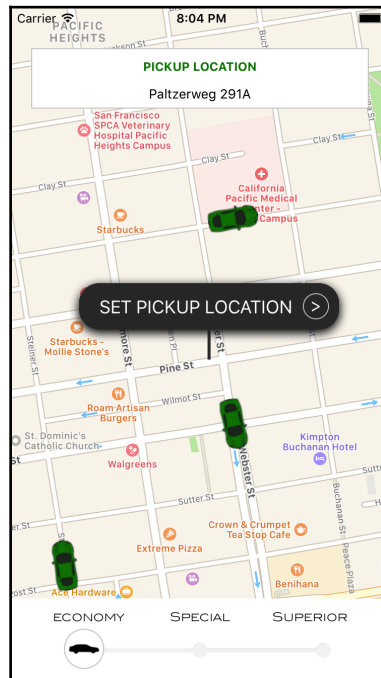 Carrier 8:04 PM
PACIFIC
HEIGHTS
PICKUP LOCATION
Paltzerweg 291A
San Francisco
SPCA Veterinary
Hospital Pacific
Heights Campus
Clay St
Clay St
Clay St
California
Pacific Medical
Campus
Starbucks
SET PICKUP LOCATION >
Starbucks -
Mollie Stone's
Steiner St
Pine St
Wilmot St
Roam Artisan
Burgers
St. Dominic's
Catholic Church
Walgreens
Kimpton
Buchanan Hotel
Webster St
Sutter St
Buchanan St
Crown & Crumpet
Tea Stop Cafe
Extreme Pizza
Peace Plaza
Benihana
Ace Hardware
ECONOMY SPECIAL SUPERIOR